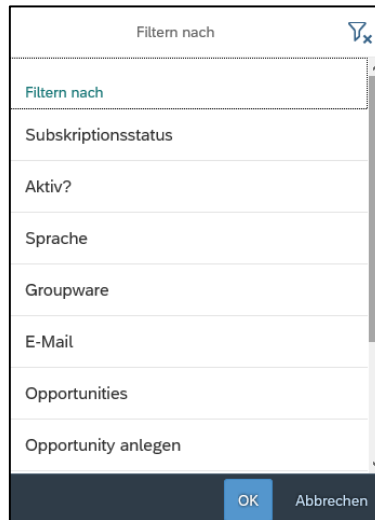 Filtern nach
Filtern nach
Subskriptionsstatus
Aktiv?
Sprache
Groupware
E-Mail
Opportunities
Opportunity anlegen
OK Abbrechen